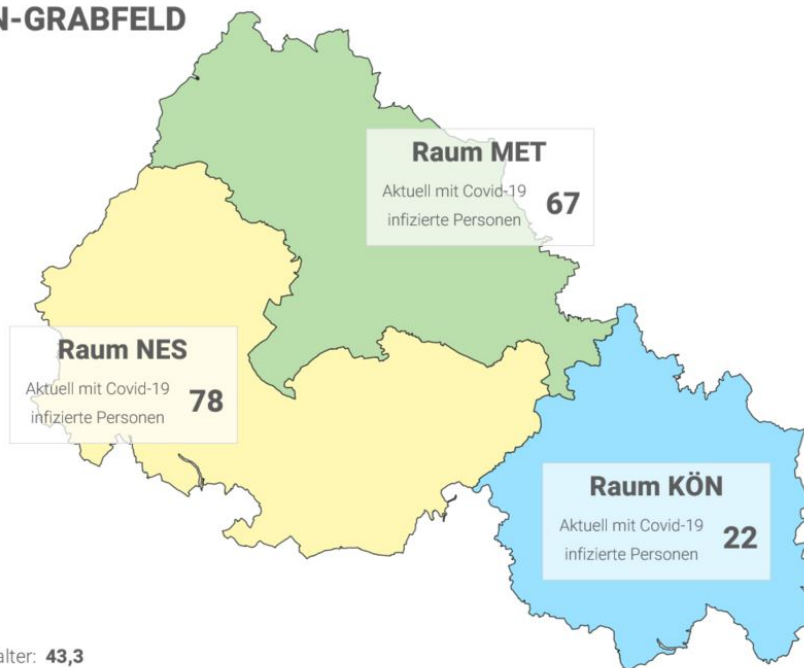 N-GRABFELD
Raum MET
Aktuell mit Covid-19
infizierte Personen 67
Raum NES
Aktuell mit Covid-19
infizierte Personen 78
Raum KÖN
Aktuell mit Covid-19
infizierte Personen 22
alter: 43,3